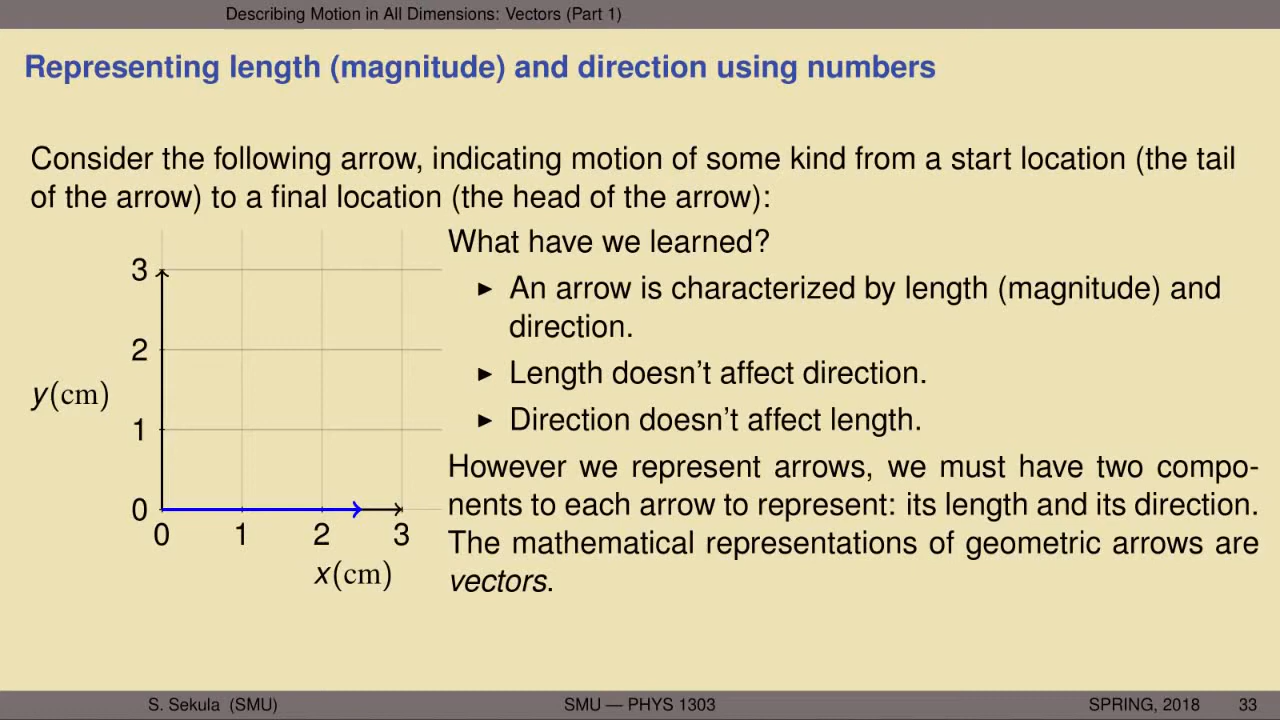 Describing Motion in All Dimensions: Vectors (Part 1)
Representing length (magnitude) and direction using numbers
Consider the following arrow, indicating motion of some kind from a start location (the tail
of the arrow) to a final location (the head of the arrow):
3
2
1
0
y(cm)
0 1 2 3
x(cm)
What have we learned?
▶ An arrow is characterized by length (magnitude) and
direction.
▶ Length doesn't affect direction.
▶ Direction doesn't affect length.
However we represent arrows, we must have two compo-
nents to each arrow to represent: its length and its direction.
The mathematical representations of geometric arrows are
vectors.
S. Sekula (SMU) SMU — PHYS 1303 SPRING, 2018 33